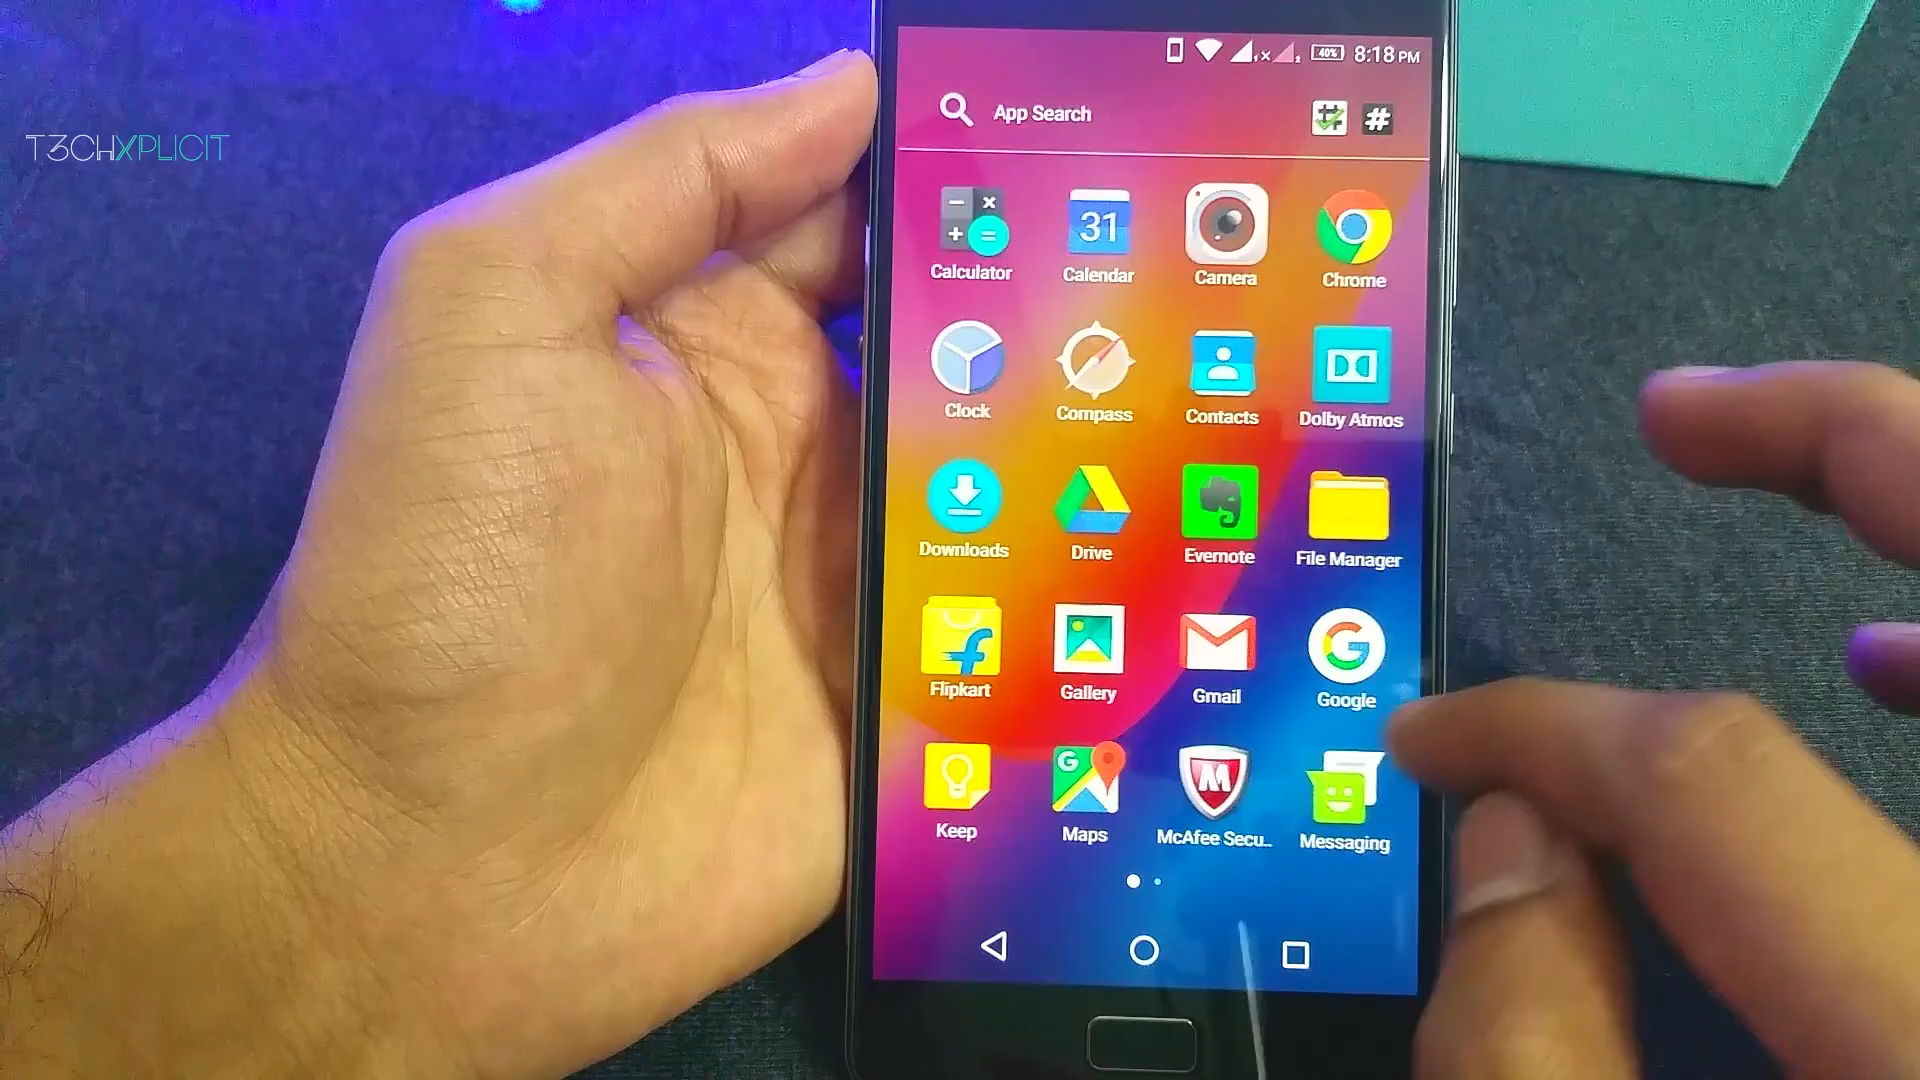 T3CHXPLICIT
40% 8:18 PM
App Search
#
31
Calculator Calendar Camera Chrome
Clock Compass Contacts Dolby Atmos
Downloads Drive Evernote File Manager
Flipkart Gallery Gmail Google
Keep Maps McAfee Secu.. Messaging